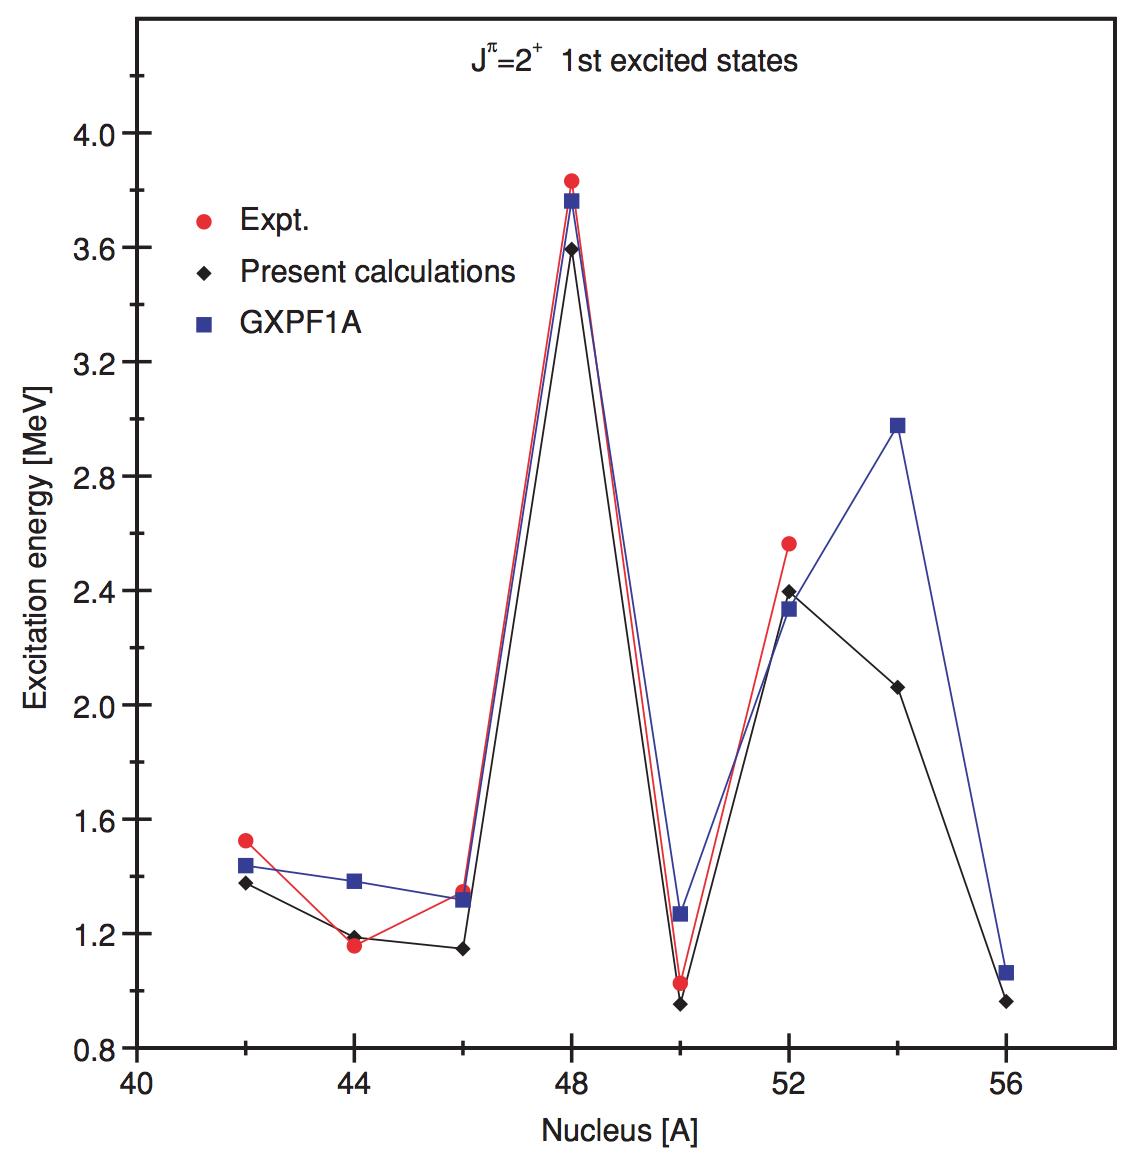 Jπ=2+ 1st excited states
4.0
3.6
3.2
2.8
2.4
2.0
1.6
1.2
0.8
Expt.
Present calculations
GXPF1A
Excitation energy [MeV]
40 44 48 52 56
Nucleus [A]